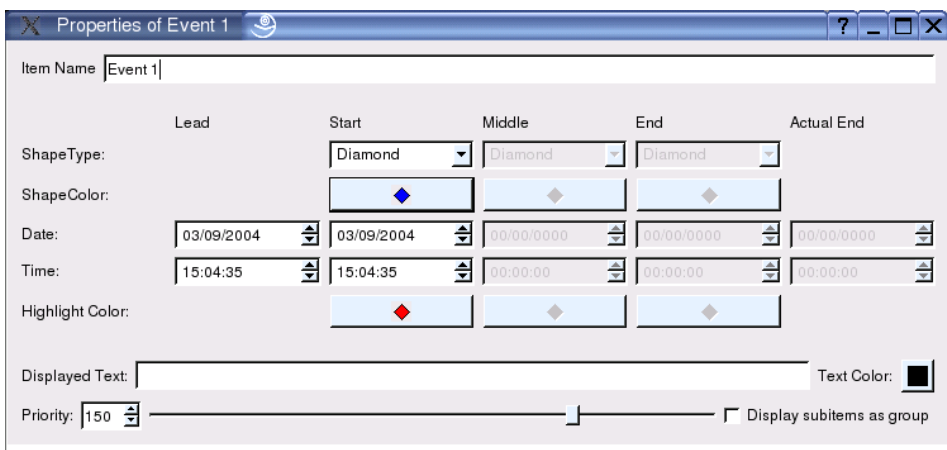 Properties of Event 1
Item Name Event 1
Lead Start Middle End Actual End
ShapeType: Diamond Diamond Diamond
ShapeColor:
Date: 03/09/2004 03/09/2004 00/00/0000 00/00/0000 00/00/0000
Time: 15:04:35 15:04:35 00:00:00 00:00:00 00:00:00
Highlight Color:
Displayed Text: Text Color:
Priority: 150 Display subitems as group